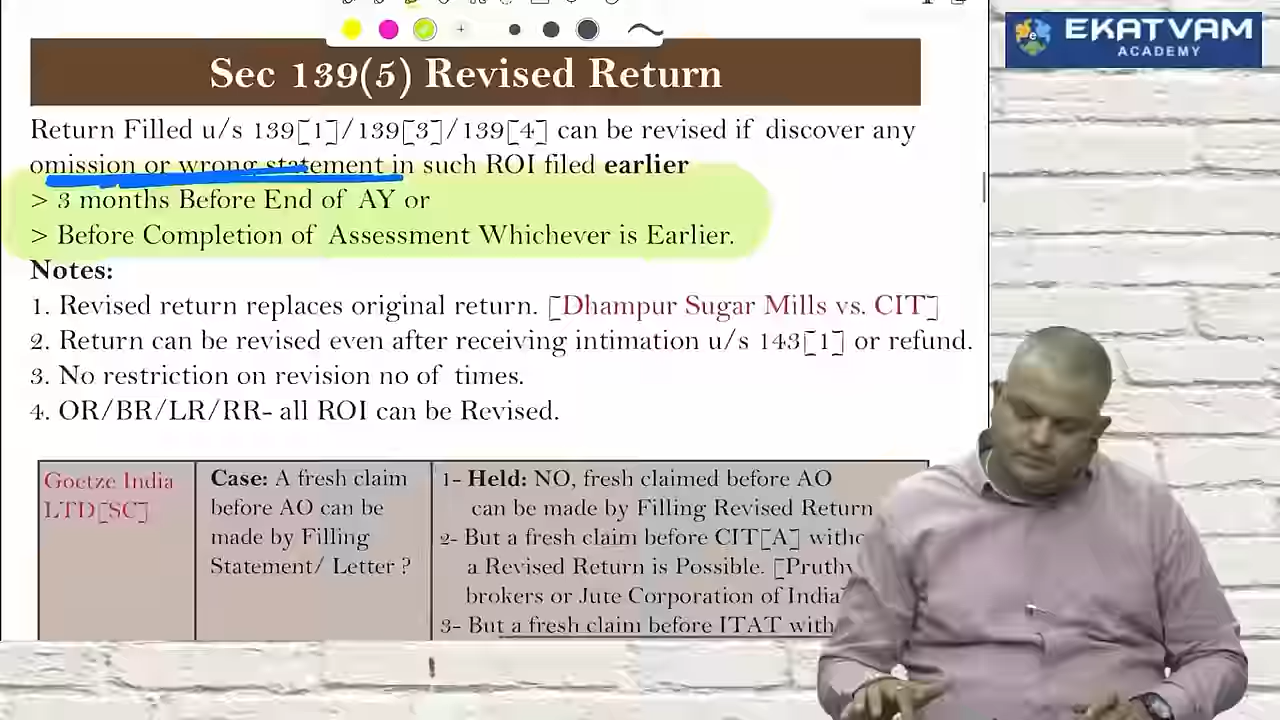 EKATVAM
ACADEMY
Sec 139(5) Revised Return
Return Filled u/s 139[1]/139[3]/139[4] can be revised if discover any
omission or wrong statement in such ROI filed earlier
> 3 months Before End of AY or
> Before Completion of Assessment Whichever is Earlier.
Notes:
1. Revised return replaces original return. [Dhampur Sugar Mills vs. CIT]
2. Return can be revised even after receiving intimation u/s 143[1] or refund.
3. No restriction on revision no of times.
4. OR/BR/LR/RR- all ROI can be Revised.
Goetze India
LTD[SC]
Case: A fresh claim
before AO can be
made by Filling
Statement/ Letter ?
1- Held: NO, fresh claimed before AO
can be made by Filling Revised Return
2- But a fresh claim before CIT[A]
a Revised Return is Possible.
brokers or Jute Corporation of India
3- But a fresh claim before ITAT with